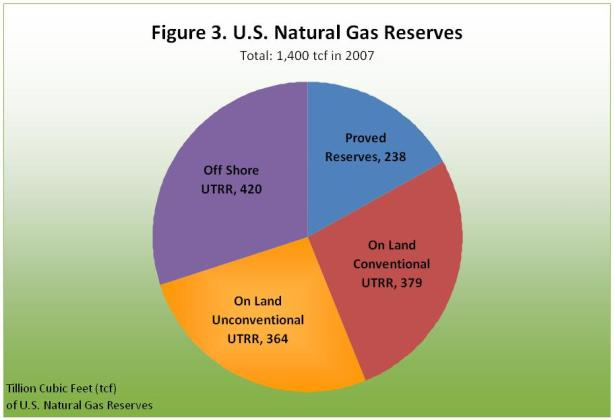 Figure 3. U.S. Natural Gas Reserves
Total: 1,400 tcf in 2007
Proved
Reserves, 238
Off Shore
UTRR, 420
On Land
Conventional
UTRR, 379
On Land
Unconventional
UTRR, 364
Tillion Cubic Feet (tcf)
of U.S. Natural Gas Reserves